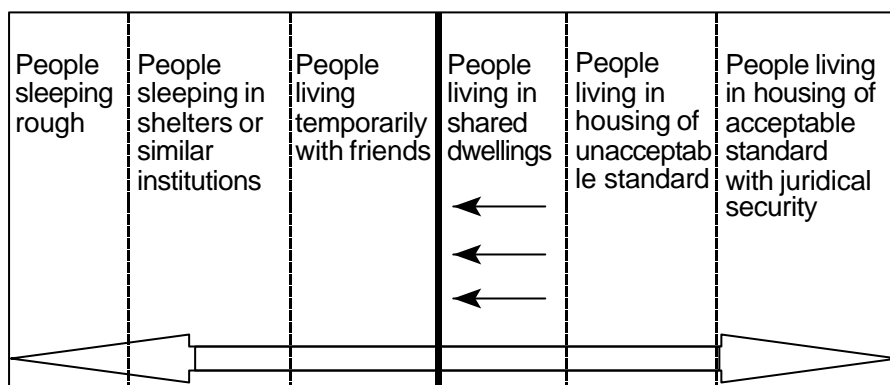 People
sleeping
rough
People
sleeping in
shelters or
similar
institutions
People
living
temporarily
with friends
People
living in
shared
dwellings
People
living in
housing of
unacceptab
le standard
People living
in housing of
acceptable
standard
with juridical
security